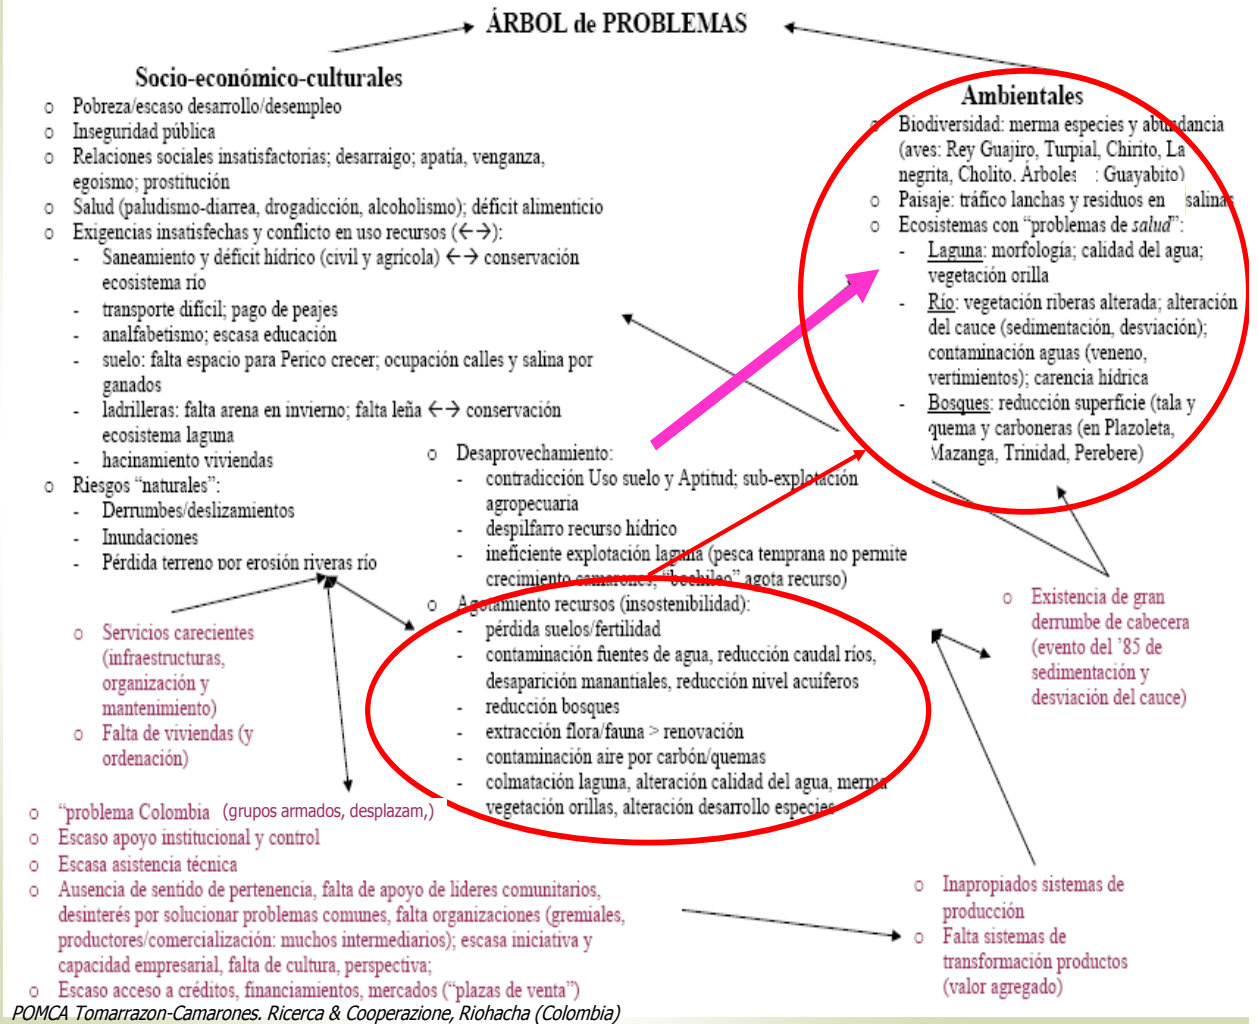 ÁRBOL de PROBLEMAS
Socio-económico-culturales
o Pobreza/escaso desarrollo/desempleo
o Inseguridad pública
o Relaciones sociales insatisfactorias; desarraigo; apatía, venganza,
egoismo; prostitución
o Salud (paludismo-diarrea, drogadicción, alcoholismo); déficit alimenticio
o Exigencias insatisfechas y conflicto en uso recursos (←→):
- Saneamiento y déficit hídrico (civil y agrícola) ←→ conservación
ecosistema río
- transporte difícil; pago de peajes
- analfabetismo; escasa educación
- suelo: falta espacio para Perico crecer; ocupación calles y salina por
ganados
- ladrilleras: falta arena en invierno; falta leña ←→ conservación
ecosistema laguna
- hacinamiento viviendas
o Riesgos “naturales”:
- Derrumbes/deslizamientos
- Inundaciones
- Pérdida terreno por erosión riveras río
Ambientales
o Biodiversidad: merma especies y abundancia
(aves: Rey Guajiro, Turpial, Chirito, La
negrita, Cholito. Árboles : Guayabito)
o Paisaje: tráfico lanchas y residuos en salinas
o Ecosistemas con “problemas de salud”:
- Laguna: morfología; calidad del agua;
vegetación orilla
- Río: vegetación riberas alterada; alteración
del cauce (sedimentación, desviación);
contaminación aguas (veneno,
vertimientos); carencia hídrica
- Bosques: reducción superfície (tala y
quema y carboneras (en Plazoleta,
Mazanga, Trinidad, Perebere)
o Desaprovechamiento:
- contradicción Uso suelo y Aptitud; sub-explotación
agropecuaria
- despilfarro recurso hídrico
- ineficiente explotación laguna (pesca temprana no permite
crecimiento camarones; “bochileo” agota recurso)
o Agotamiento recursos (insostenibilidad):
- pérdida suelos/fertilidad
- contaminación fuentes de agua, reducción caudal ríos,
desaparición manantiales, reducción nivel acuíferos
- reducción bosques
- extracción flora/fauna > renovación
- contaminación aire por carbón/quemas
- colmatación laguna, alteración calidad del agua, merma
vegetación orillas, alteración desarrollo especies
o Servicios carecientes
(infraestructuras,
organización y
mantenimiento)
o Falta de viviendas (y
ordenación)
o Existencia de gran
derrumbe de cabecera
(evento del ’85 de
sedimentación y
desviación del cauce)
o “problema Colombia (grupos armados, desplazam,)
o Escaso apoyo institucional y control
o Escasa asistencia técnica
o Ausencia de sentido de pertenencia, falta de apoyo de lideres comunitarios,
desinterés por solucionar problemas comunes, falta organizaciones (gremiales,
productores/comercialización: muchos intermediarios); escasa iniciativa y
capacidad empresarial, falta de cultura, perspectiva;
o Escaso acceso a créditos, financiamientos, mercados (“plazas de venta”)
o Inapropiados sistemas de
producción
o Falta sistemas de
transformación productos
(valor agregado)
POMCA Tomarrazon-Camarones. Ricerca & Cooperazione, Riohacha (Colombia)